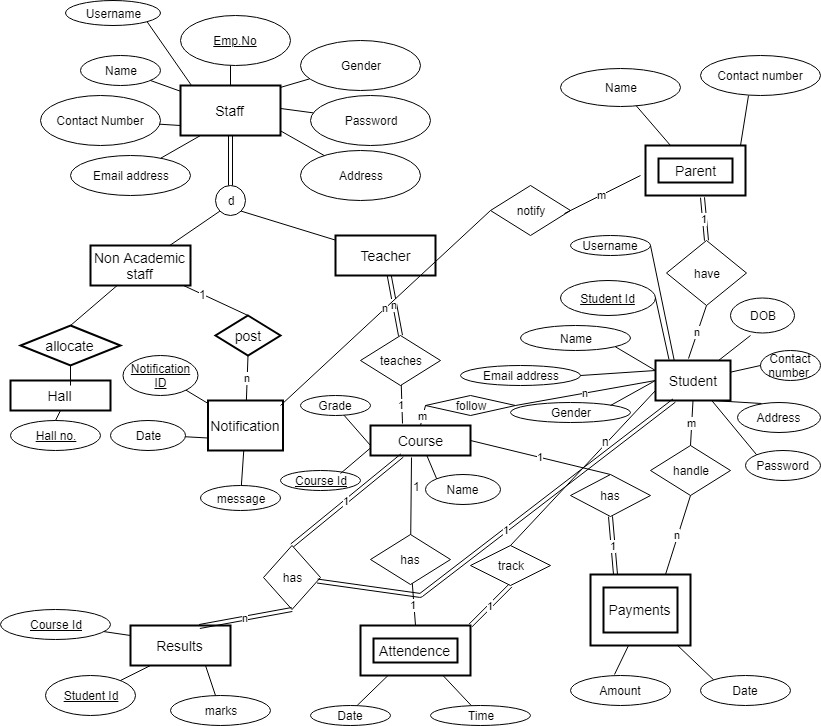 Username
Emp.No
Gender
Name
Staff
Contact Number
Password
Email address
Address
d
Name
Contact number
Parent
notify
m
1
Non Academic
staff
Teacher
Username
have
1
Student Id
n
n
n
DOB
allocate
post
Name
n
Contact
number
teaches
Notification
ID
n
Email address
Student
Hall
1
Grade
m
follow
n
Gender
Address
Hall no.
Date
Notification
Course
n
m
1
Password
handle
Course Id
Name
1
has
message
1
1
n
1
has
has
track
1
1
n
Course Id
Results
Attendence
Payments
Student Id
marks
Date
Time
Amount
Date